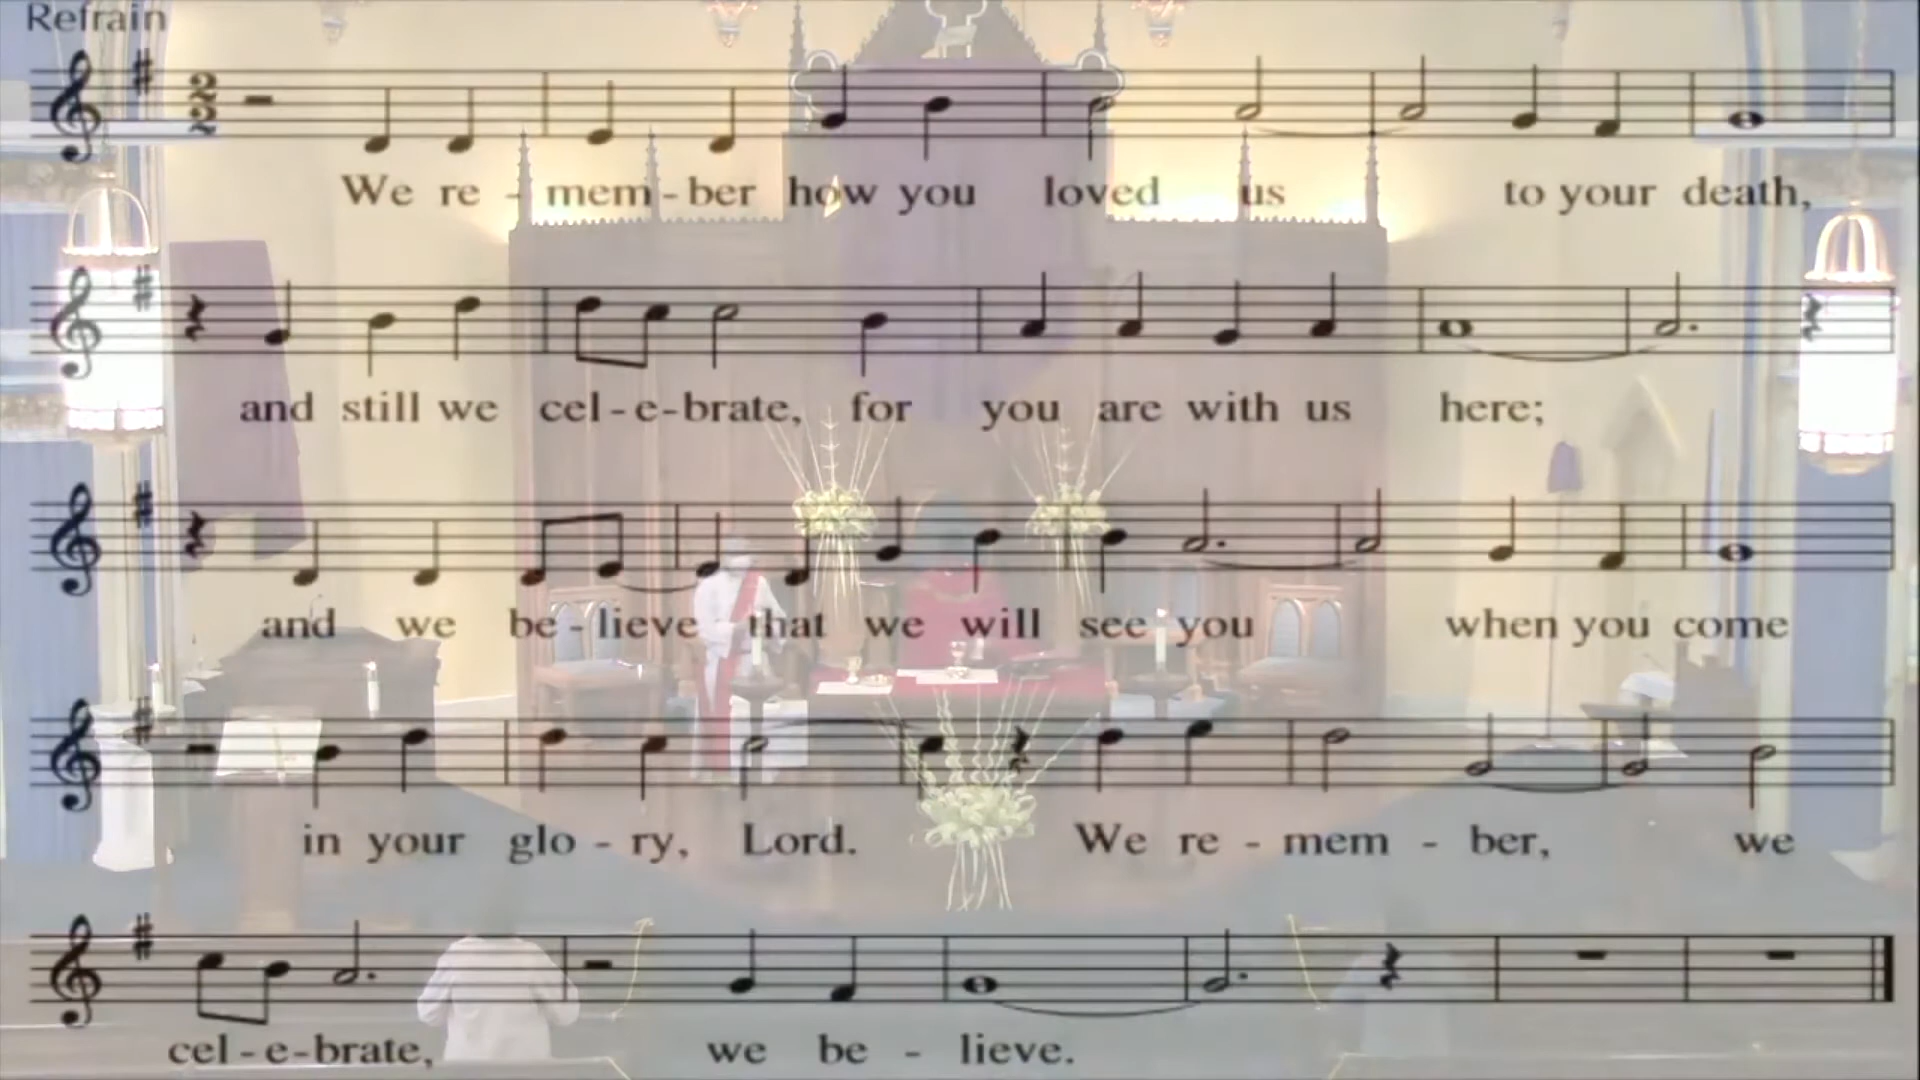 Refrain
We re - mem - ber how you loved us to your death,
and still we cel - e - brate, for you are with us here;
and we be - lieve that we will see you when you come
in your glo - ry, Lord. We re - mem - ber, we
cel - e - brate, we be - lieve.